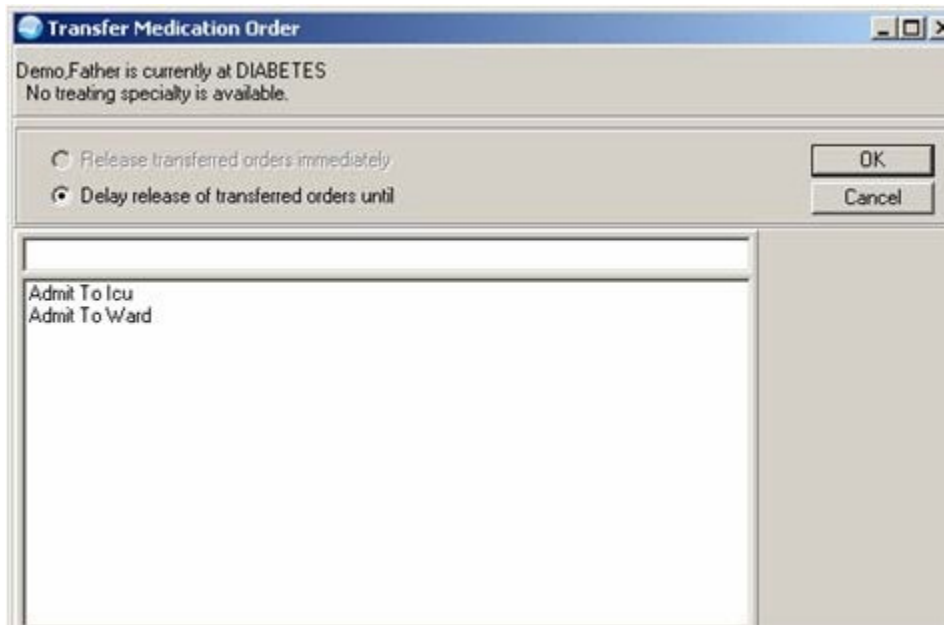 Transfer Medication Order
Demo,Father is currently at DIABETES
No treating specialty is available.
Release transferred orders immediately
OK
Delay release of transferred orders until
Cancel
Admit To Icu
Admit To Ward